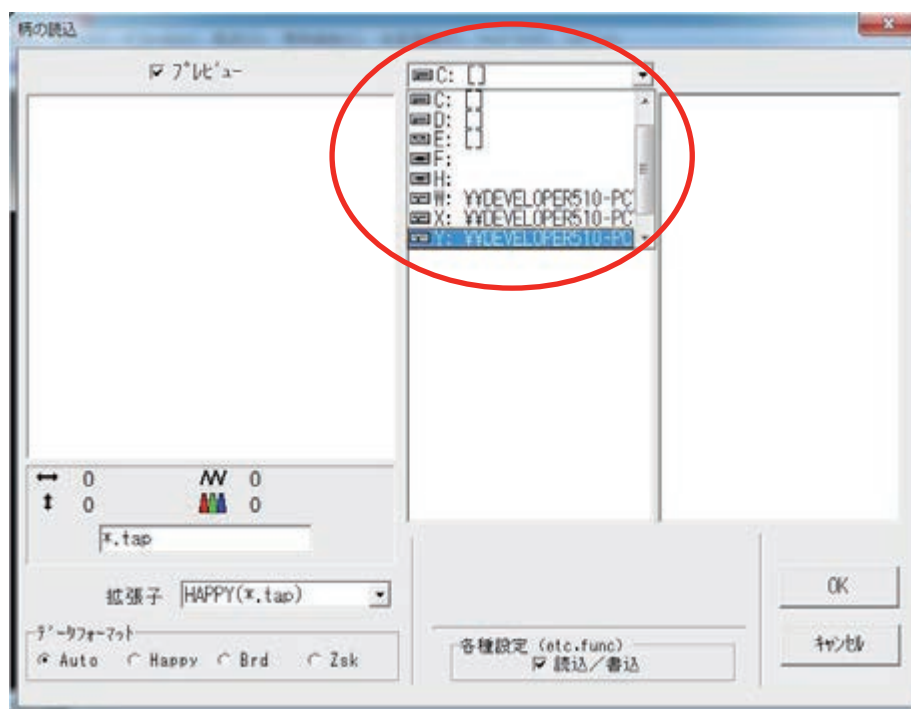 柄の読込
プレビュー
C: []
C: []
D: []
E: []
F:
H:
W: ¥¥DEVELOPER510-PC
X: ¥¥DEVELOPER510-PC
Y: ¥¥DEVELOPER510-PC
0
0
0
0
*.tap
拡張子 HAPPY(*.tap)
データフォーマット
Auto Happy Brd Zsk
各種設定 (etc.func)
読込/書込
OK
キャンセル